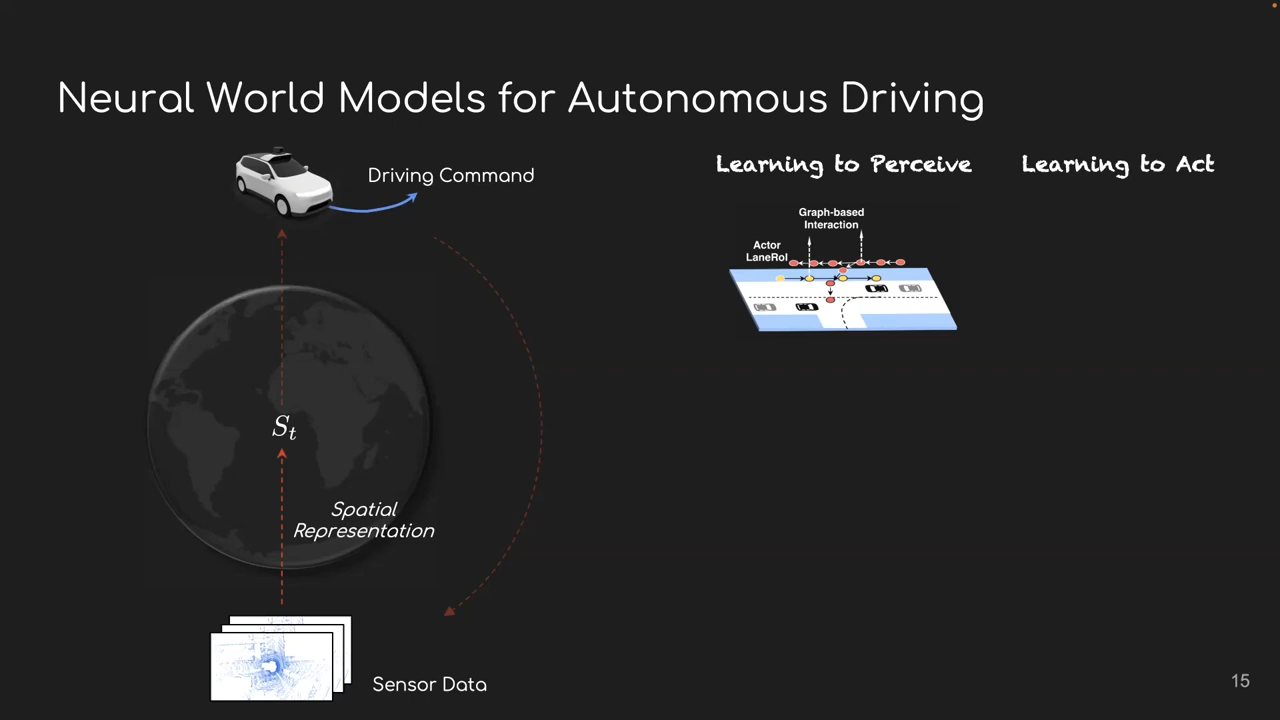 Neural World Models for Autonomous Driving
Driving Command
Learning to Perceive
Learning to Act
Graph-based
Interaction
Actor
LaneRoI
S_t
Spatial
Representation
Sensor Data
15